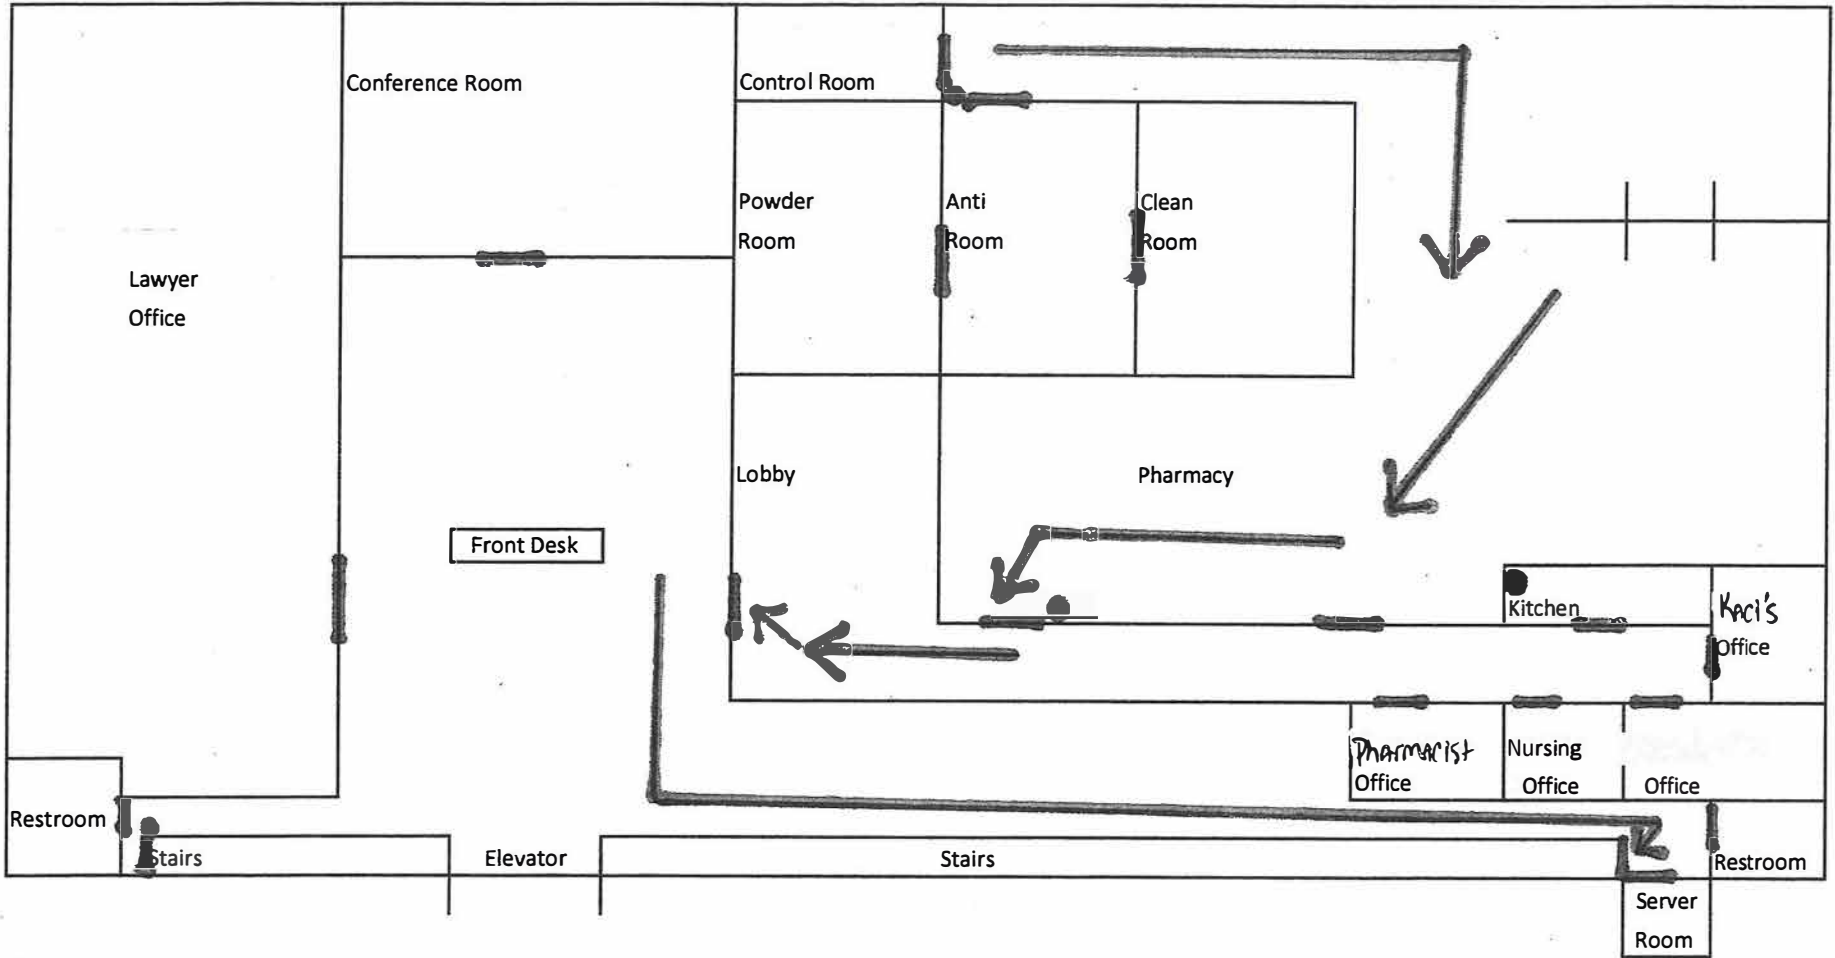 Conference Room
Control Room
Powder
Room
Anti
Room
Clean
Room
Lawyer
Office
Lobby
Pharmacy
Front Desk
Kitchen
Kaci's
Office
Pharmacist
Office
Nursing
Office
Office
Restroom
Stairs
Elevator
Stairs
Restroom
Server
Room